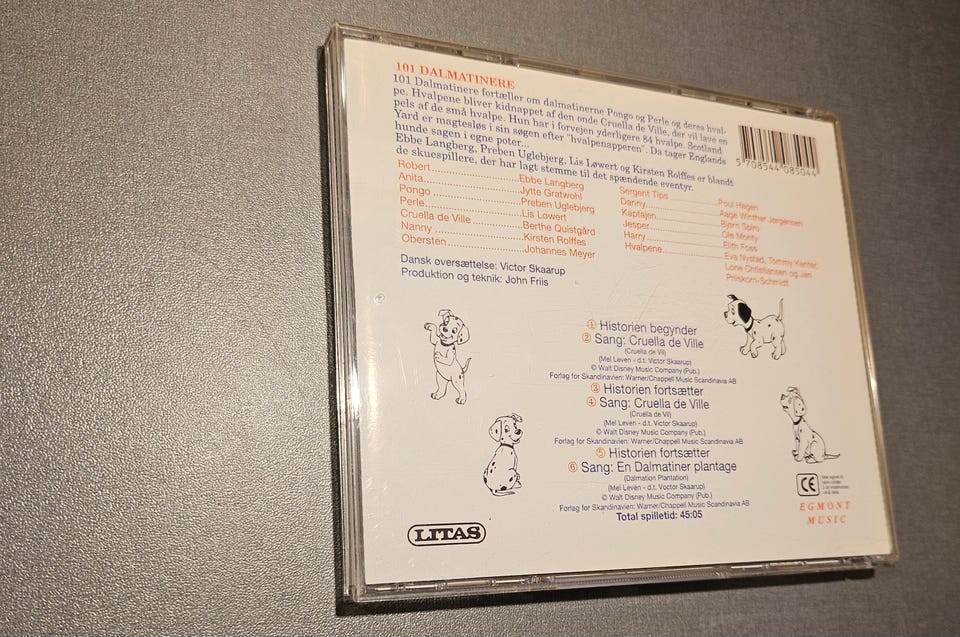 101 DALMATINERE
101 Dalmatinere fortæller om dalmatinerne Pongo og Perle og deres hval-
pe. Hvalpene bliver kidnappet af den onde Cruella de Ville, der vil lave en
pels af de små hvalpe. Hun har i forvejen yderligere 84 hvalpe. Scotland
Yard er magtesløs i sin søgen efter "hvalpenapperen". Da tager Englands
hunde sagen i egne poter...
Ebbe Langberg, Preben Uglebjerg, Lis Løwert og Kirsten Rolffes er blandt
de skuespillere, der har lagt stemme til det spændende eventyr.
5 708544 085044
Robert.....Ebbe Langberg
Anita.....Jytte Gratwohl
Pongo.....Preben Uglebjerg
Perle.....Lis Løwert
Cruella de Ville.....Berthe Quistgård
Nanny.....Kirsten Rolffes
Obersten.....Johannes Meyer
Sergent Tips.....Poul Hagen
Danny.....Aage Winther Jørgensen
Kaptajen.....Bjørn Spiro
Jesper.....Ole Monty
Harry.....Elith Foss
Hvalpene.....Eva Nystad, Tommy Kenter,
Lone Christiansen og Jan
Priiskorn-Schmidt
Dansk oversættelse: Victor Skaarup
Produktion og teknik: John Friis
① Historien begynder
② Sang: Cruella de Ville
(Cruella de Vil)
(Mel Leven - d.t. Victor Skaarup)
© Walt Disney Music Company (Pub.)
Forlag for Skandinavien: Warner/Chappell Music Scandinavia AB
③ Historien fortsætter
④ Sang: Cruella de Ville
(Cruella de Vil)
(Mel Leven - d.t. Victor Skaarup)
© Walt Disney Music Company (Pub.)
Forlag for Skandinavien: Warner/Chappell Music Scandinavia AB
⑤ Historien fortsætter
⑥ Sang: En Dalmatiner plantage
(Dalmation Plantation)
(Mel Leven - d.t. Voctor Skaarup)
© Walt Disney Music Company (Pub.)
Forlag for Skandinavien: Warner/Chappell Music Scandinavia AB
Total spilletid: 45:05
LITAS
CE
EGMONT
MUSIC